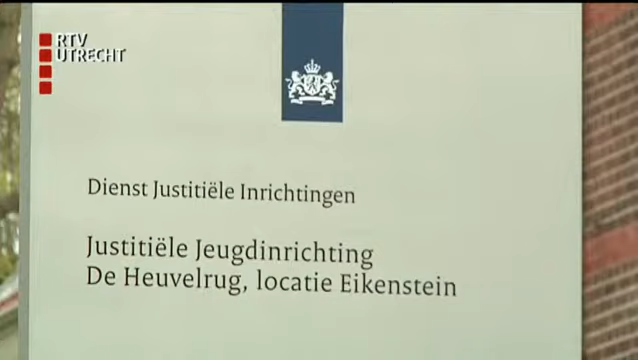 RTV
UTRECHT
Dienst Justitiële Inrichtingen
Justitiële Jeugdinrichting
De Heuvelrug, locatie Eikenstein